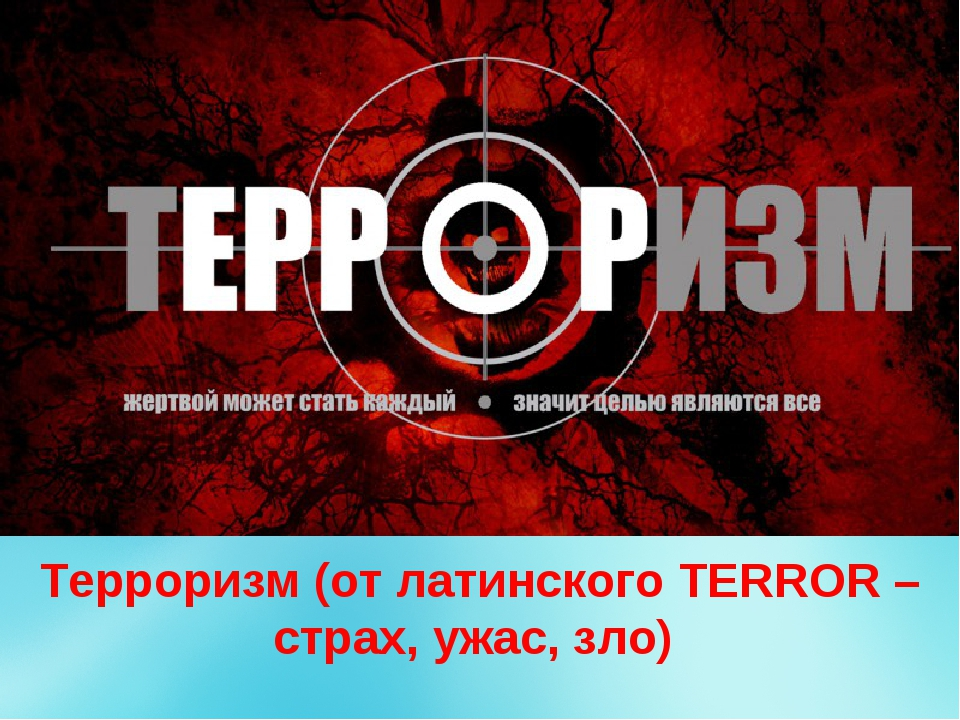 ТЕРРОРИЗМ
жертвой может стать каждый • значит целью являются все
Терроризм (от латинского TERROR –
страх, ужас, зло)